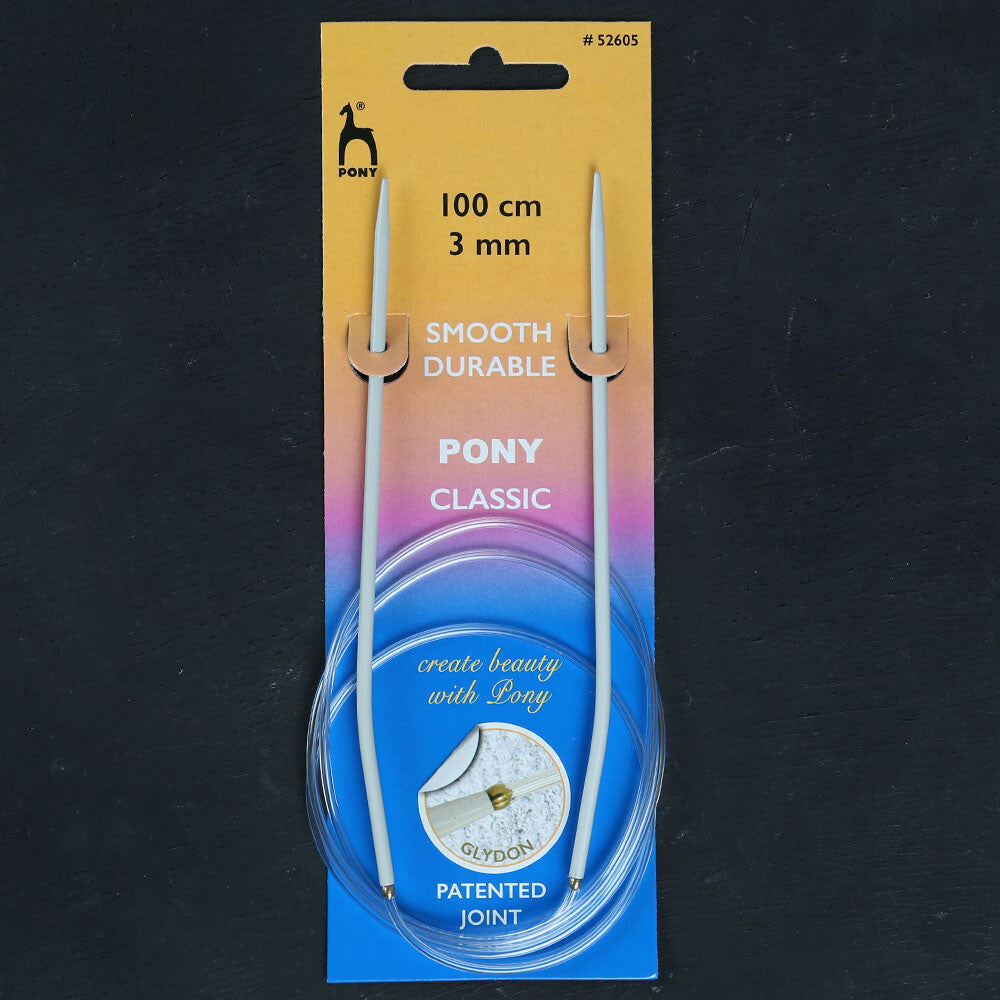 # 52605
®
PONY
100 cm
3 mm
SMOOTH
DURABLE
PONY
CLASSIC
create beauty
with Pony
GLYDON
PATENTED
JOINT